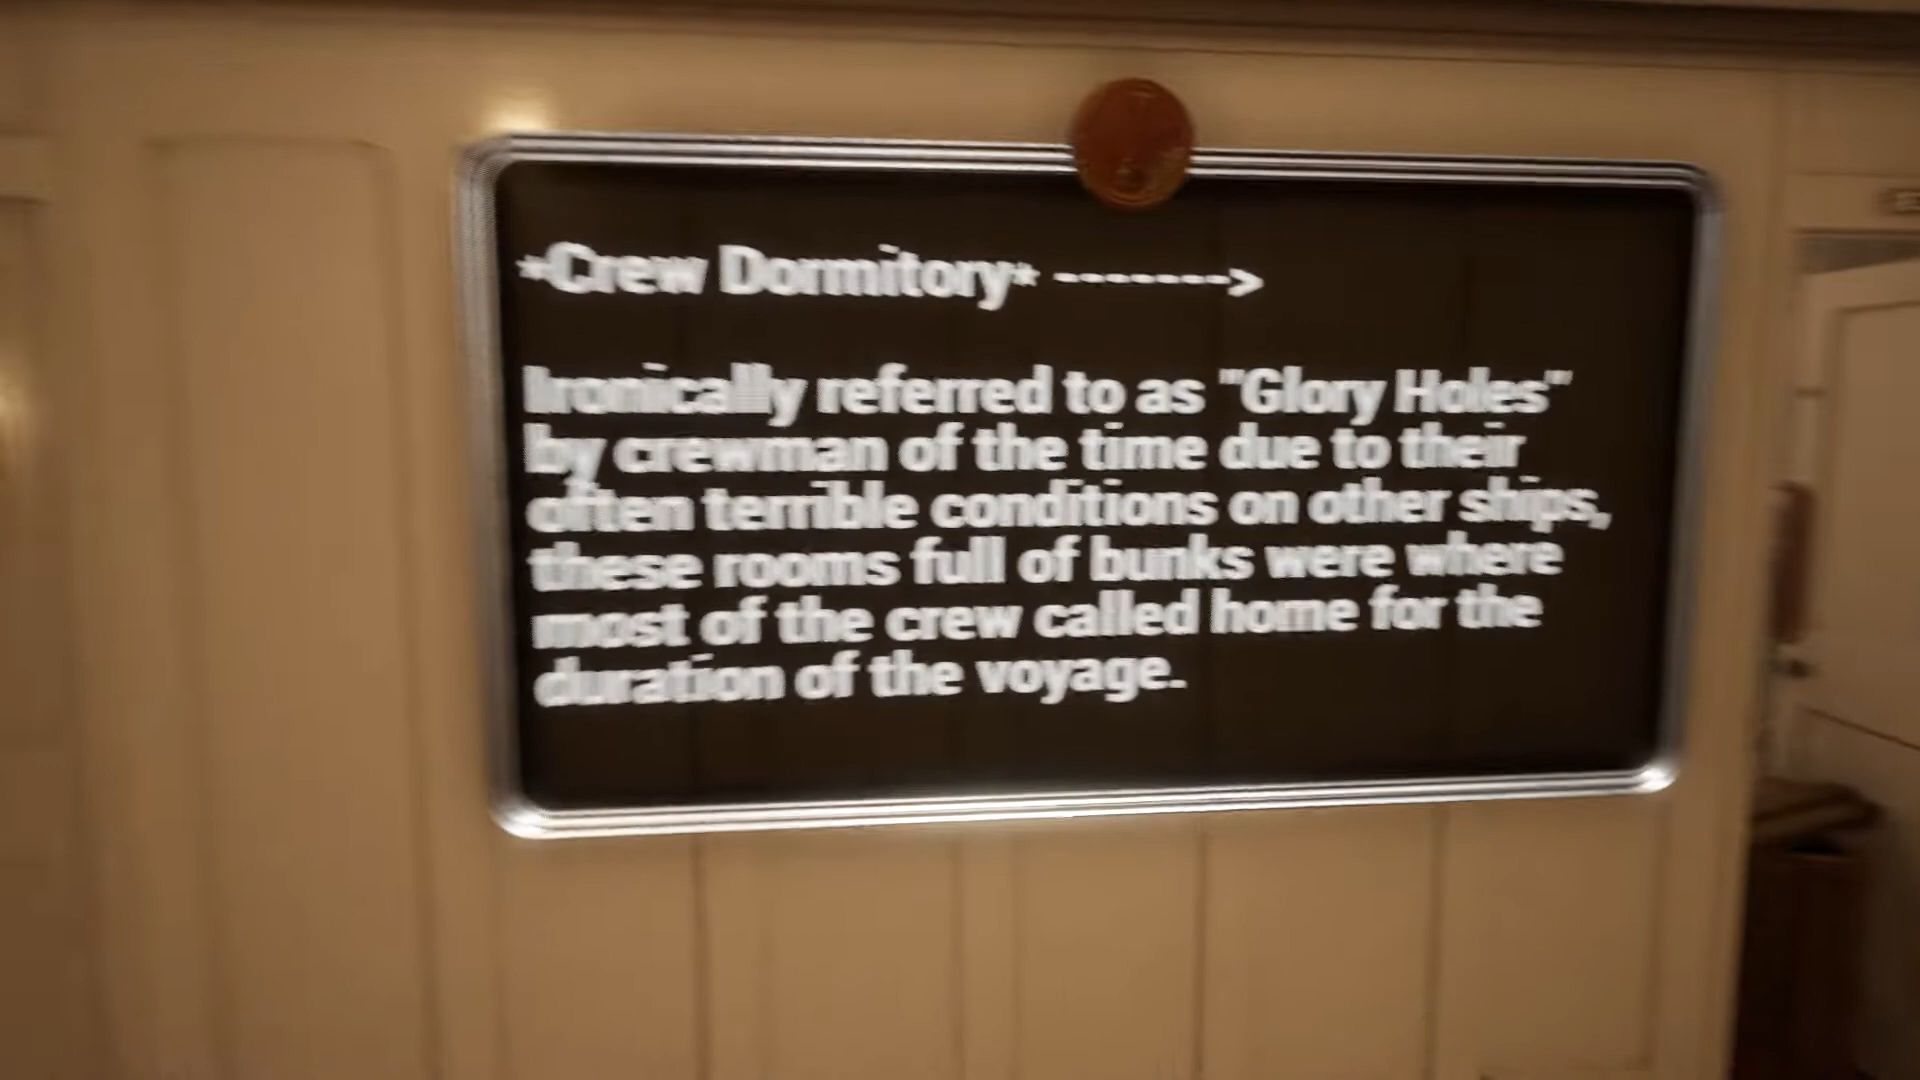 *Crew Dormitory* ------->
Ironically referred to as "Glory Holes"
by crewman of the time due to their
often terrible conditions on other ships,
these rooms full of bunks were where
most of the crew called home for the
duration of the voyage.